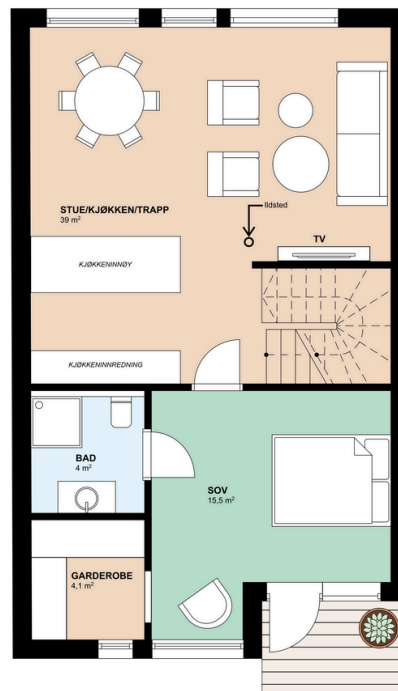 STUE/KJØKKEN/TRAPP
39 m²
Ildsted
TV
KJØKKENINNØY
KJØKKENINNREDNING
BAD
4 m²
SOV
15,5 m²
GARDEROBE
4,1 m²